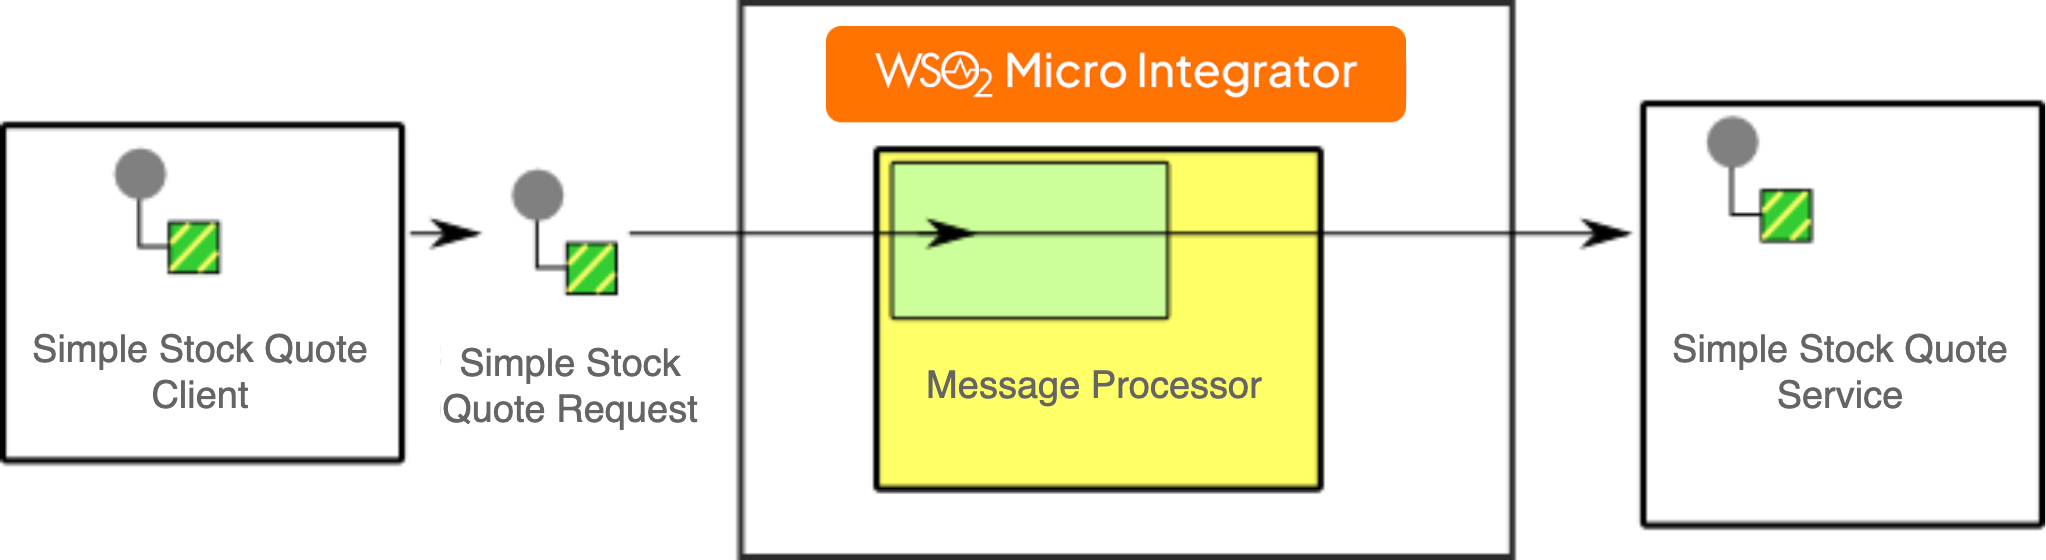 WSO2 Micro Integrator
Simple Stock Quote
Client
Simple Stock
Quote Request
Message Processor
Simple Stock Quote
Service